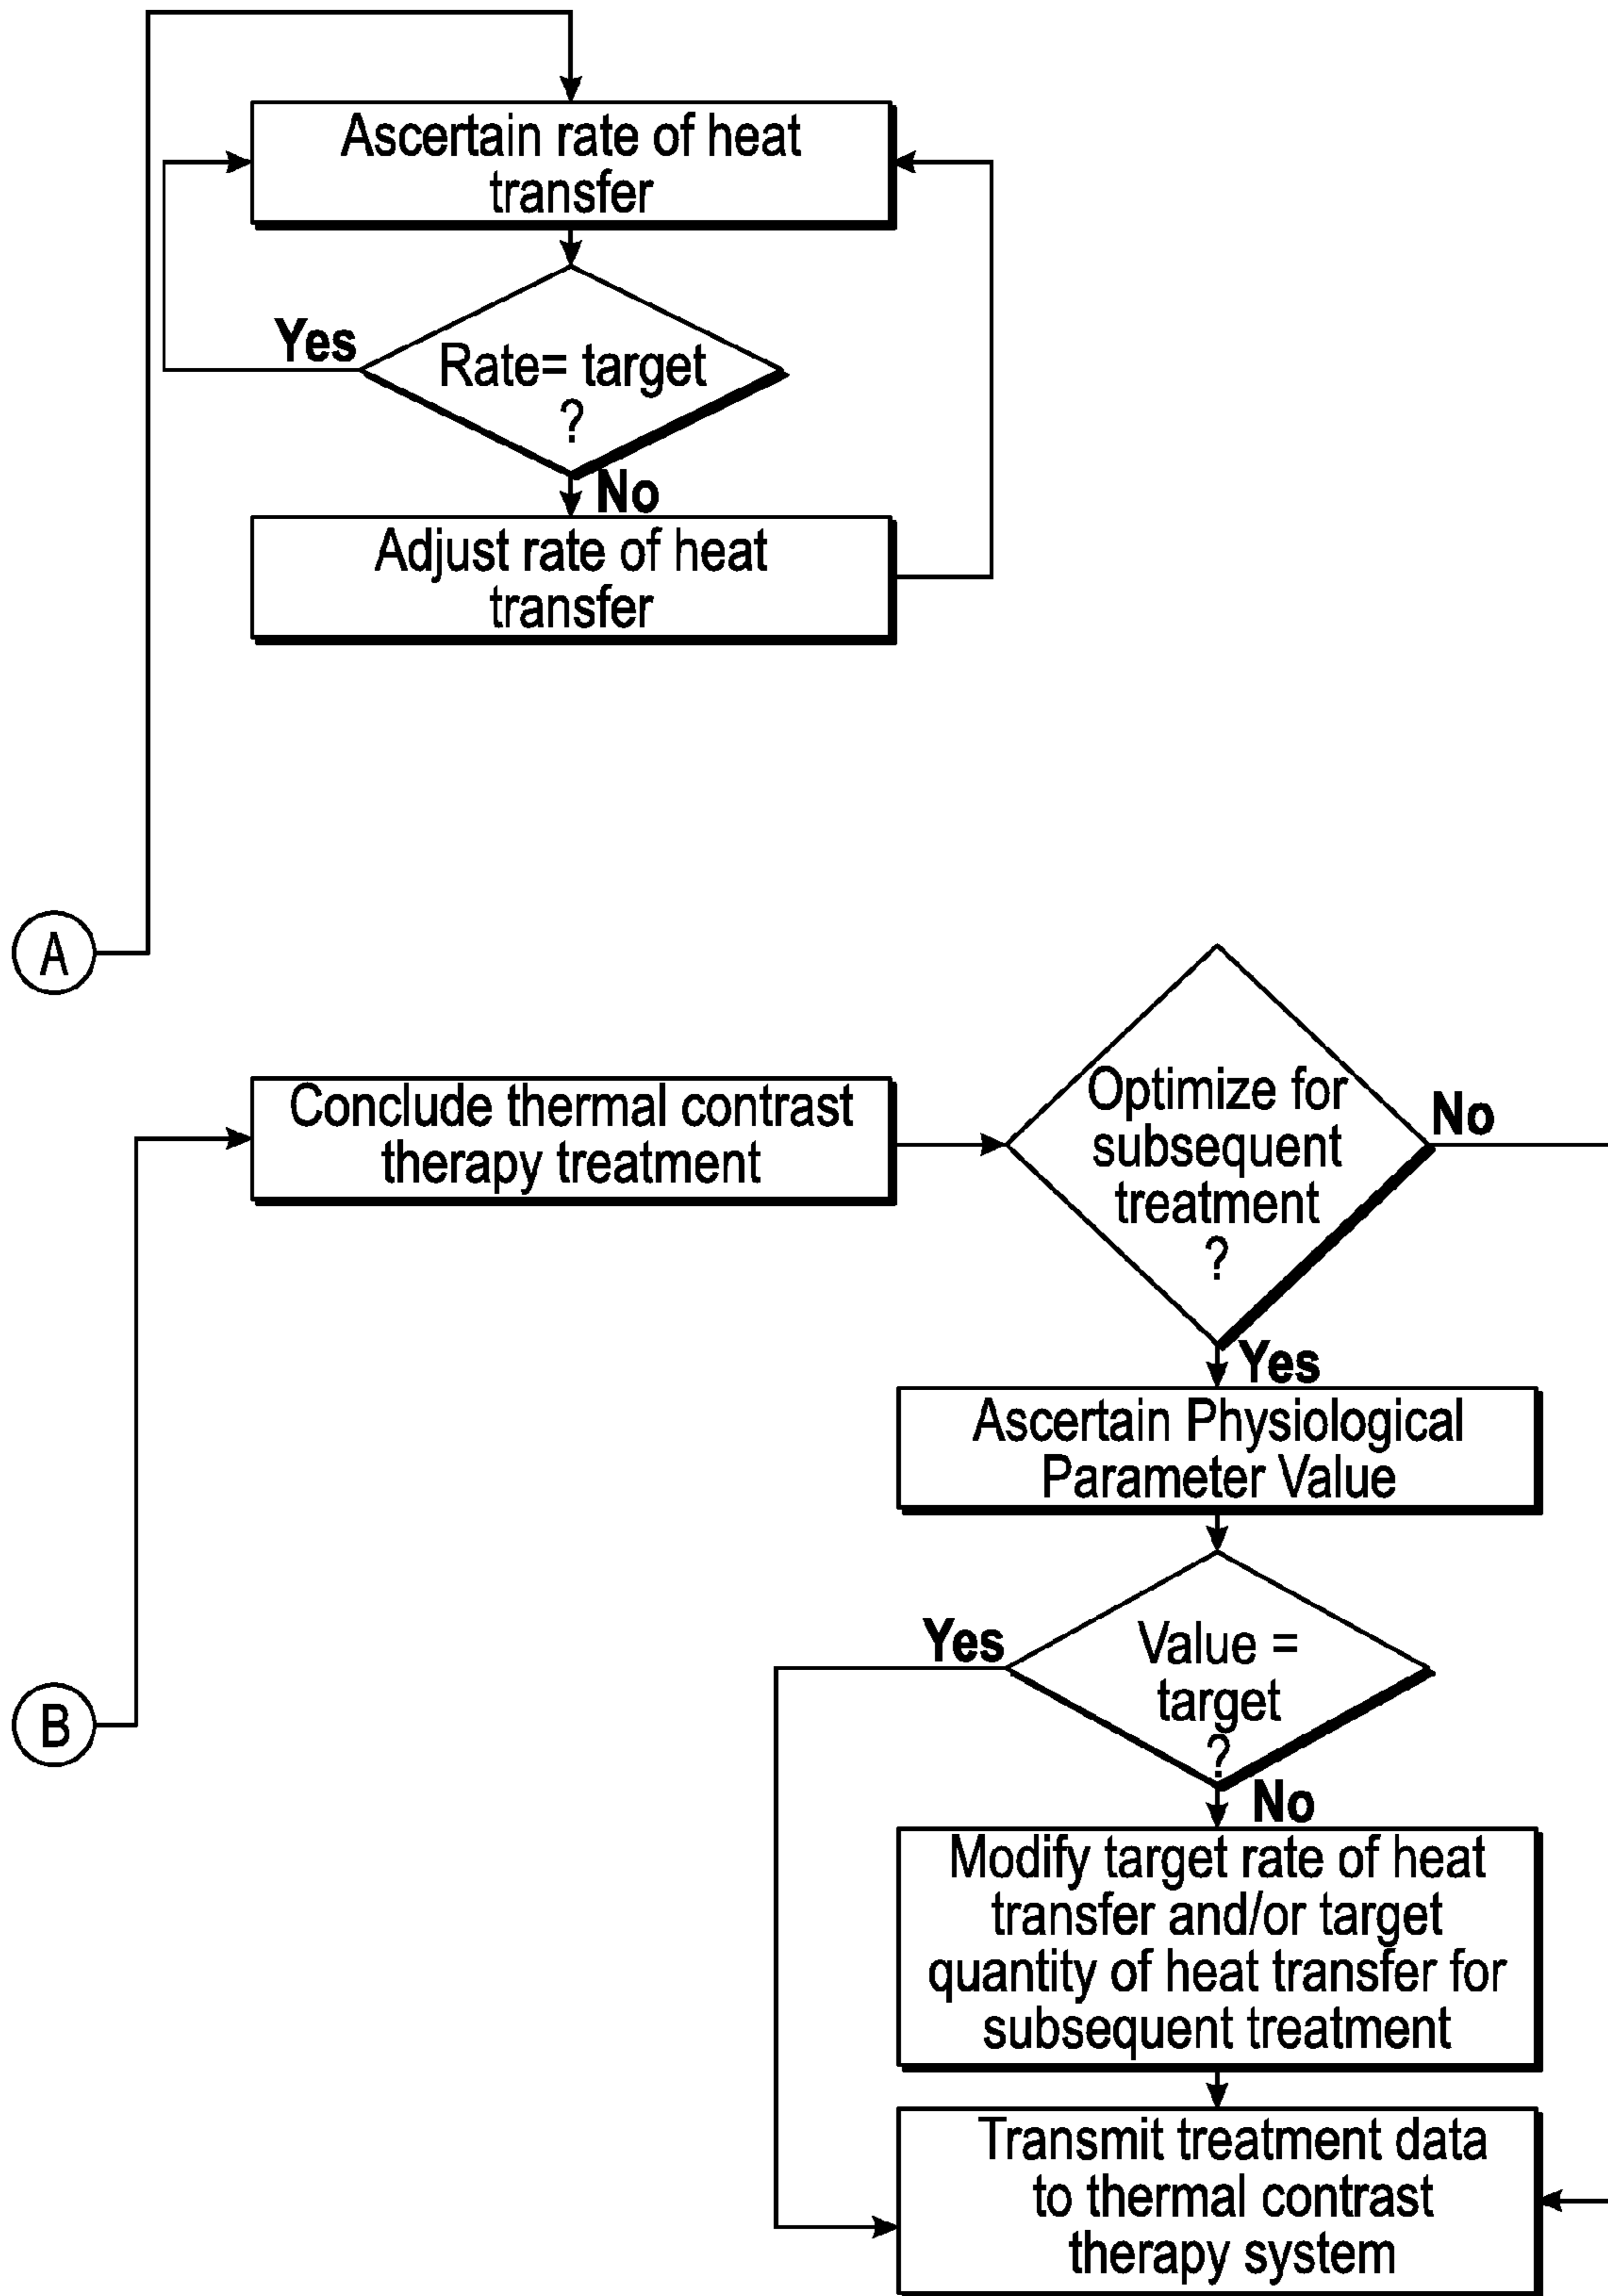 Ascertain rate of heat
transfer
Yes
Rate= target
?
No
Adjust rate of heat
transfer
A
Conclude thermal contrast
therapy treatment
Optimize for
subsequent
treatment
?
No
Yes
Ascertain Physiological
Parameter Value
Yes
Value =
target
?
B
No
Modify target rate of heat
transfer and/or target
quantity of heat transfer for
subsequent treatment
Transmit treatment data
to thermal contrast
therapy system